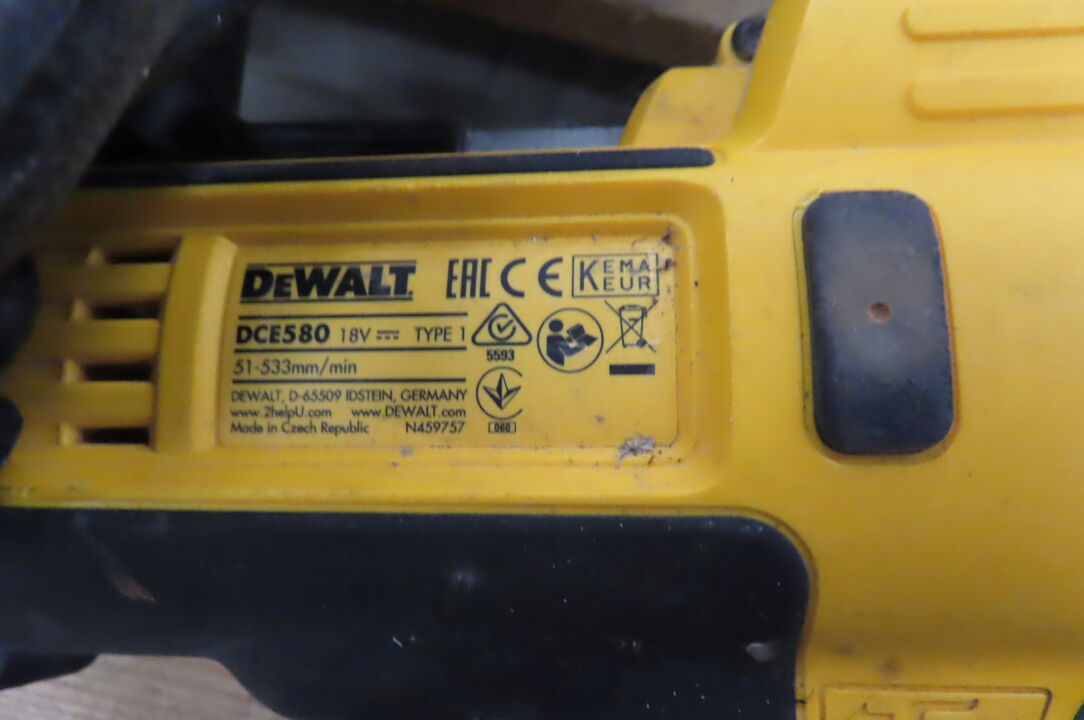 DEWALT
EAC CE KEMA EUR
DCE580 18V TYPE 1
5593
51-533mm/min
DEWALT, D-65509 IDSTEIN, GERMANY
www.2helpU.com www.DEWALT.com
Made in Czech Republic N459757
060